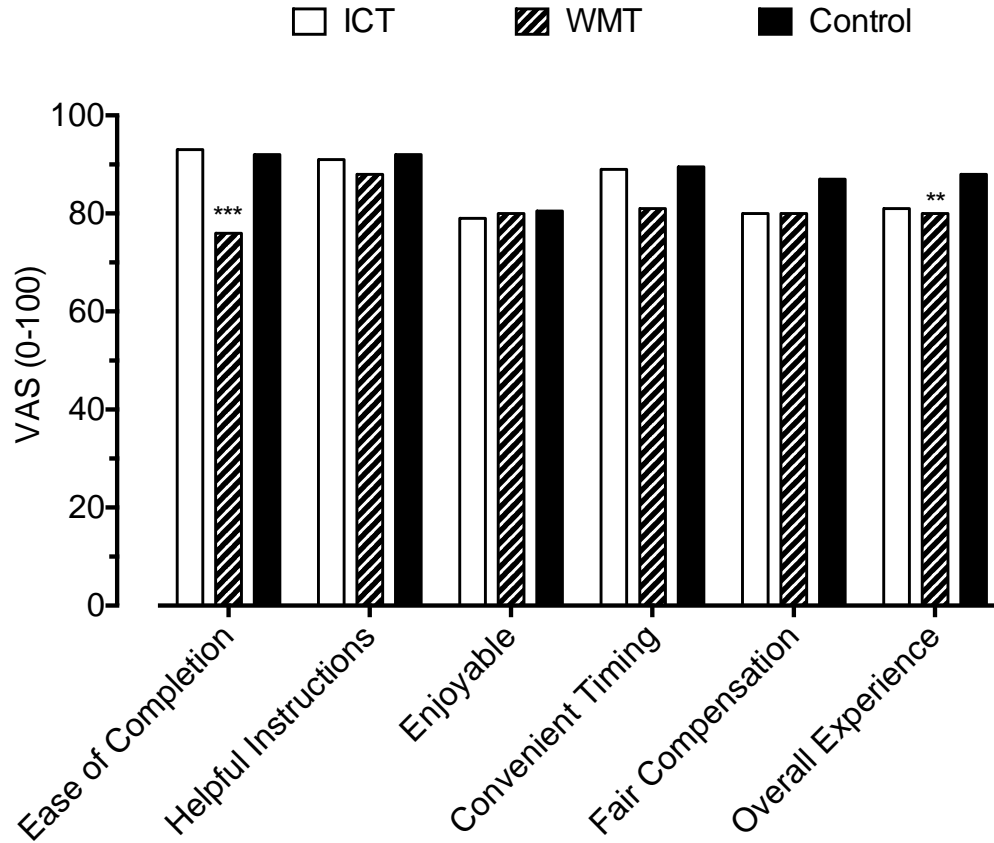 ICT WMT Control
100
80
60
40
20
0
VAS (0-100)
***
**
Ease of Completion
Helpful Instructions
Enjoyable
Convenient Timing
Fair Compensation
Overall Experience